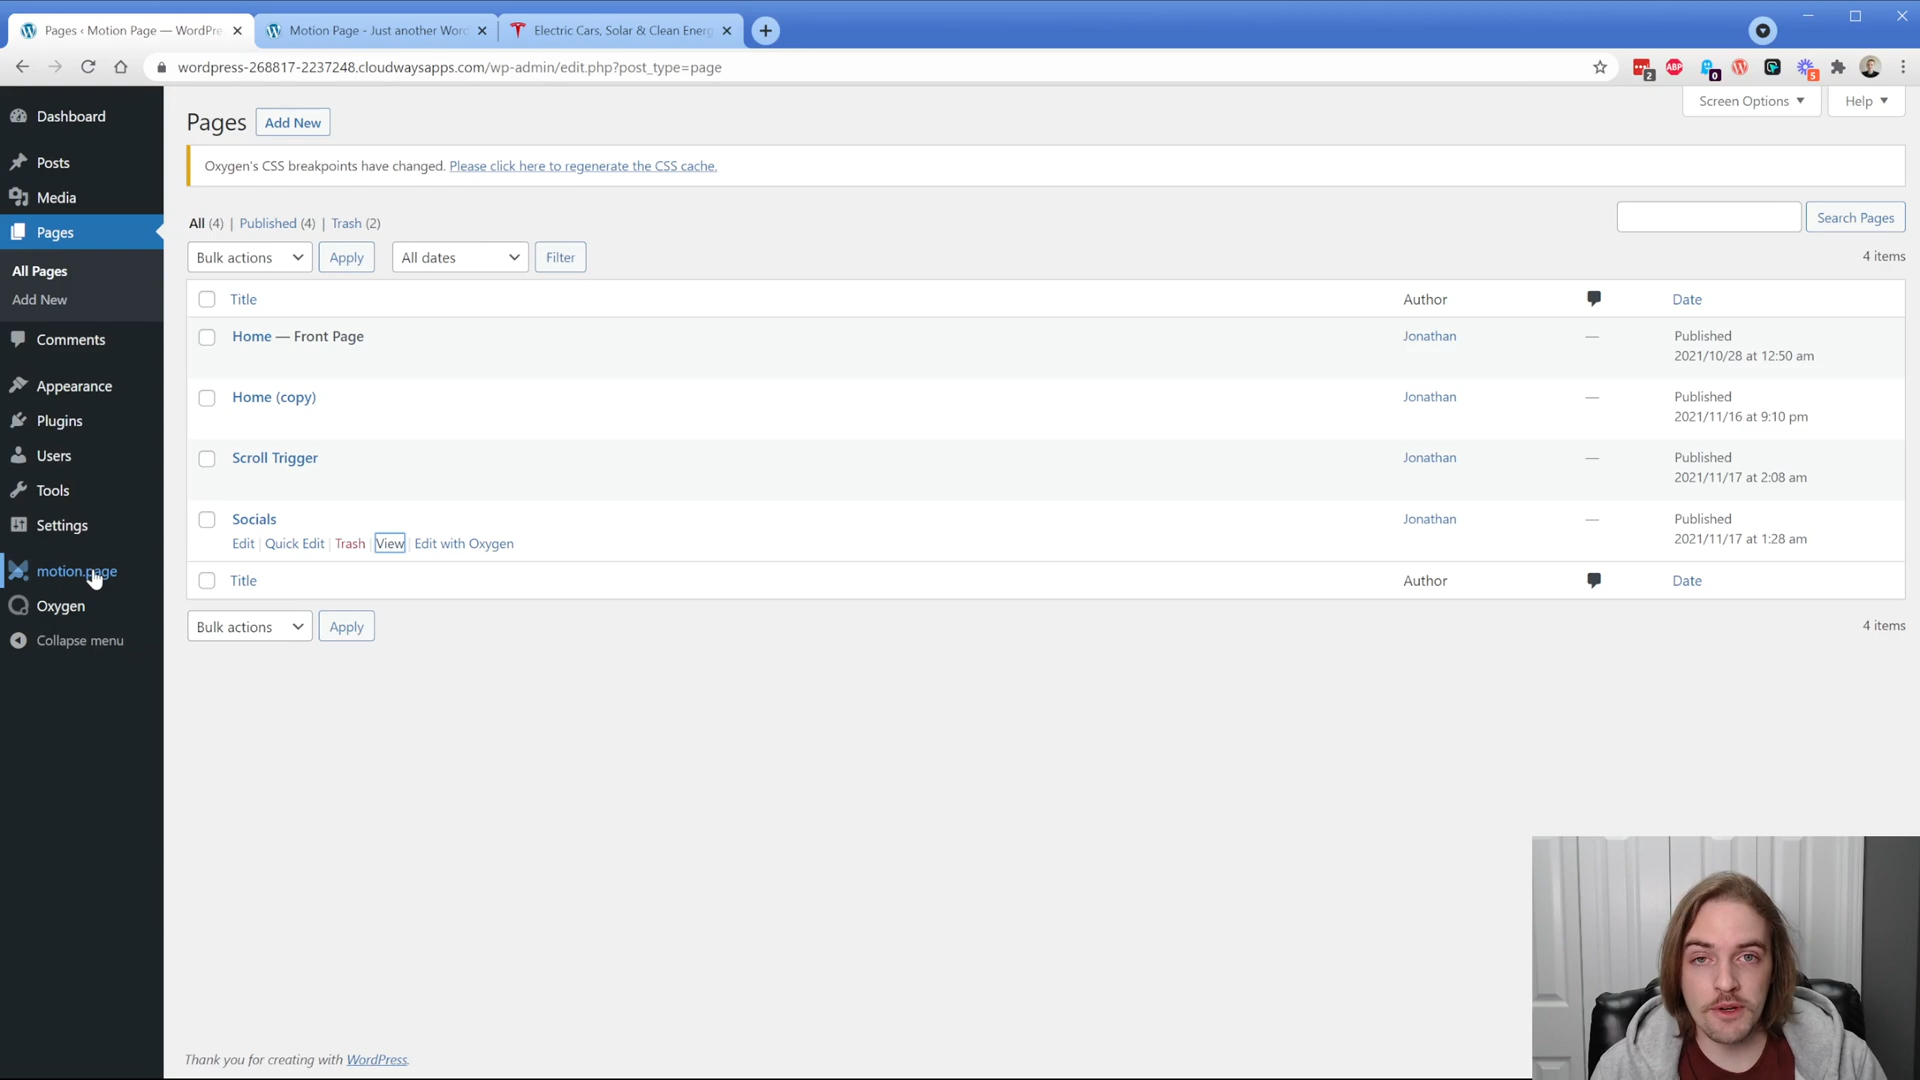 Pages ‹ Motion Page — WordPre
Motion Page - Just another Word
Electric Cars, Solar & Clean Energ
wordpress-268817-2237248.cloudwaysapps.com/wp-admin/edit.php?post_type=page
2
ABP
0
5
Dashboard
Posts
Media
Pages
All Pages
Add New
Comments
Appearance
Plugins
Users
Tools
Settings
motion.page
Oxygen
Collapse menu
Screen Options
Help
Pages
Add New
Oxygen's CSS breakpoints have changed. Please click here to regenerate the CSS cache.
All (4) | Published (4) | Trash (2)
Search Pages
Bulk actions
Apply
All dates
Filter
4 items
Title
Author
Date
Home — Front Page
Jonathan
—
Published
2021/10/28 at 12:50 am
Home (copy)
Jonathan
—
Published
2021/11/16 at 9:10 pm
Scroll Trigger
Jonathan
—
Published
2021/11/17 at 2:08 am
Socials
Jonathan
—
Published
2021/11/17 at 1:28 am
Edit | Quick Edit | Trash | View | Edit with Oxygen
Title
Author
Date
Bulk actions
Apply
4 items
Thank you for creating with WordPress.